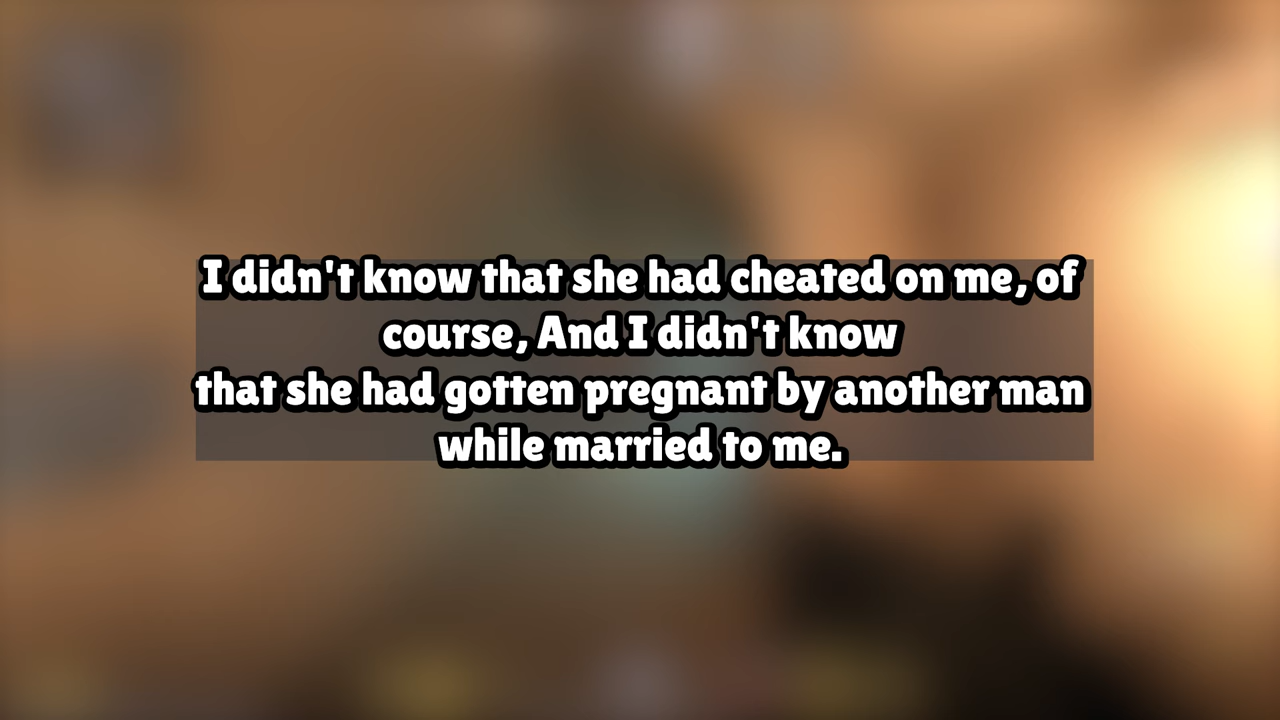 I didn't know that she had cheated on me, of
course, And I didn't know
that she had gotten pregnant by another man
while married to me.